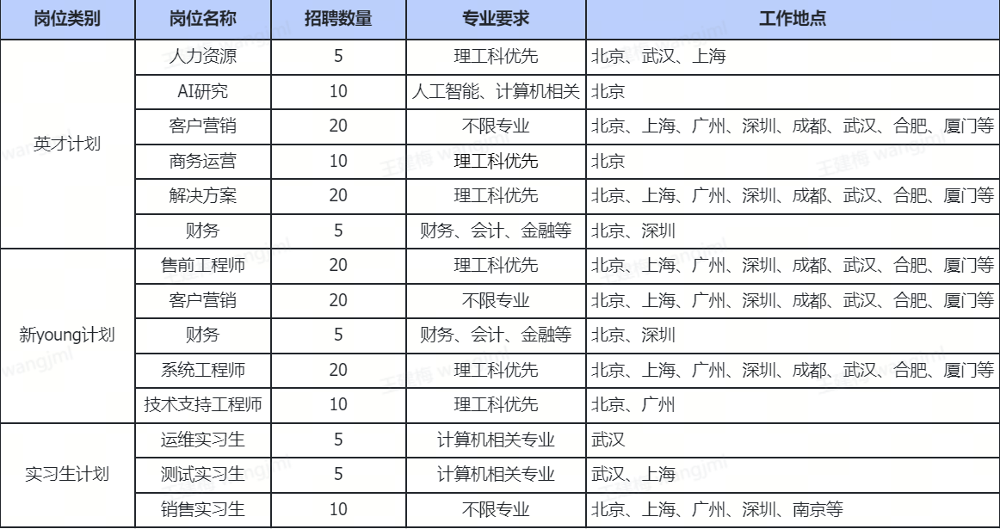 岗位类别 岗位名称 招聘数量 专业要求 工作地点
英才计划
人力资源 5 理工科优先 北京、武汉、上海
AI研究 10 人工智能、计算机相关 北京
客户营销 20 不限专业 北京、上海、广州、深圳、成都、武汉、合肥、厦门等
商务运营 10 理工科优先 北京
解决方案 20 理工科优先 北京、上海、广州、深圳、成都、武汉、合肥、厦门等
财务 5 财务、会计、金融等 北京、深圳
新young计划
售前工程师 20 理工科优先 北京、上海、广州、深圳、成都、武汉、合肥、厦门等
客户营销 20 不限专业 北京、上海、广州、深圳、成都、武汉、合肥、厦门等
财务 5 财务、会计、金融等 北京、深圳
系统工程师 20 理工科优先 北京、上海、广州、深圳、成都、武汉、合肥、厦门等
技术支持工程师 10 理工科优先 北京、广州
实习生计划
运维实习生 5 计算机相关专业 武汉
测试实习生 5 计算机相关专业 武汉、上海
销售实习生 10 不限专业 北京、上海、广州、深圳、南京等
王建梅 wangjml